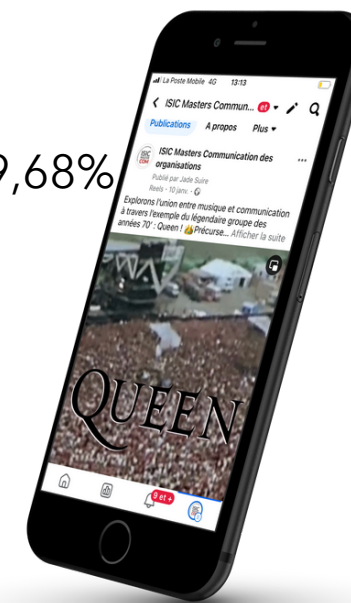 9,68%
La Poste Mobile 4G 13:13
ISIC Masters Commun... et
Publications A propos Plus
ISIC Masters Communication des
organisations
Publié par Jade Suire
Reels · 10 janv. ·
Explorons l'union entre musique et communication
à travers l'exemple du légendaire groupe des
années 70' : Queen ! Précurse... Afficher la suite
QUEEN
9 et +